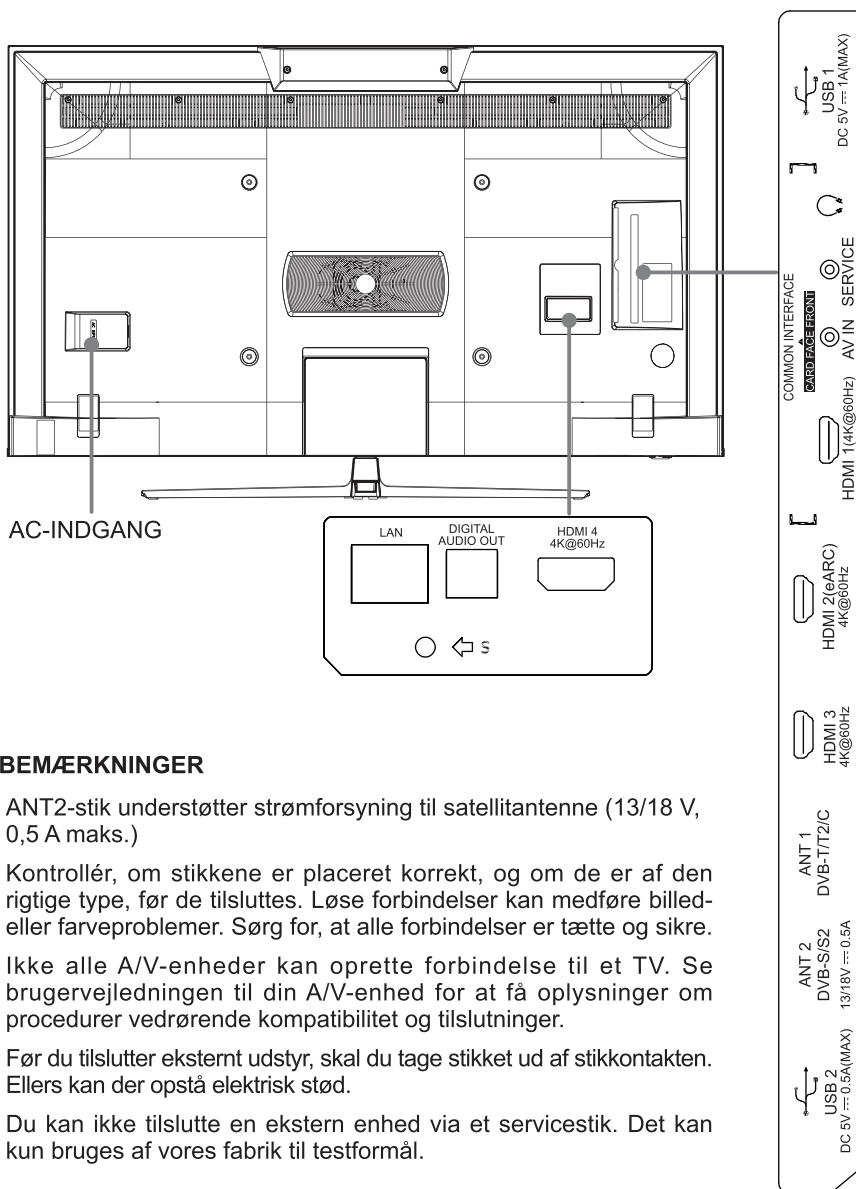 AC-INDGANG
LAN
DIGITAL
AUDIO OUT
HDMI 4
4K@60Hz
S
USB 1
DC 5V ⎓ 1A(MAX)
COMMON INTERFACE
CARD FACE FRONT
SERVICE
AV IN
HDMI 1(4K@60Hz)
HDMI 2(eARC)
4K@60Hz
HDMI 3
4K@60Hz
ANT 1
DVB-T/T2/C
ANT 2
DVB-S/S2
13/18V ⎓ 0.5A
USB 2
DC 5V ⎓ 0.5A(MAX)
BEMÆRKNINGER
ANT2-stik understøtter strømforsyning til satellitantenne (13/18 V,
0,5 A maks.)
Kontrollér, om stikkene er placeret korrekt, og om de er af den
rigtige type, før de tilsluttes. Løse forbindelser kan medføre billed-
eller farveproblemer. Sørg for, at alle forbindelser er tætte og sikre.
Ikke alle A/V-enheder kan oprette forbindelse til et TV. Se
brugervejledningen til din A/V-enhed for at få oplysninger om
procedurer vedrørende kompatibilitet og tilslutninger.
Før du tilslutter eksternt udstyr, skal du tage stikket ud af stikkontakten.
Ellers kan der opstå elektrisk stød.
Du kan ikke tilslutte en ekstern enhed via et servicestik. Det kan
kun bruges af vores fabrik til testformål.